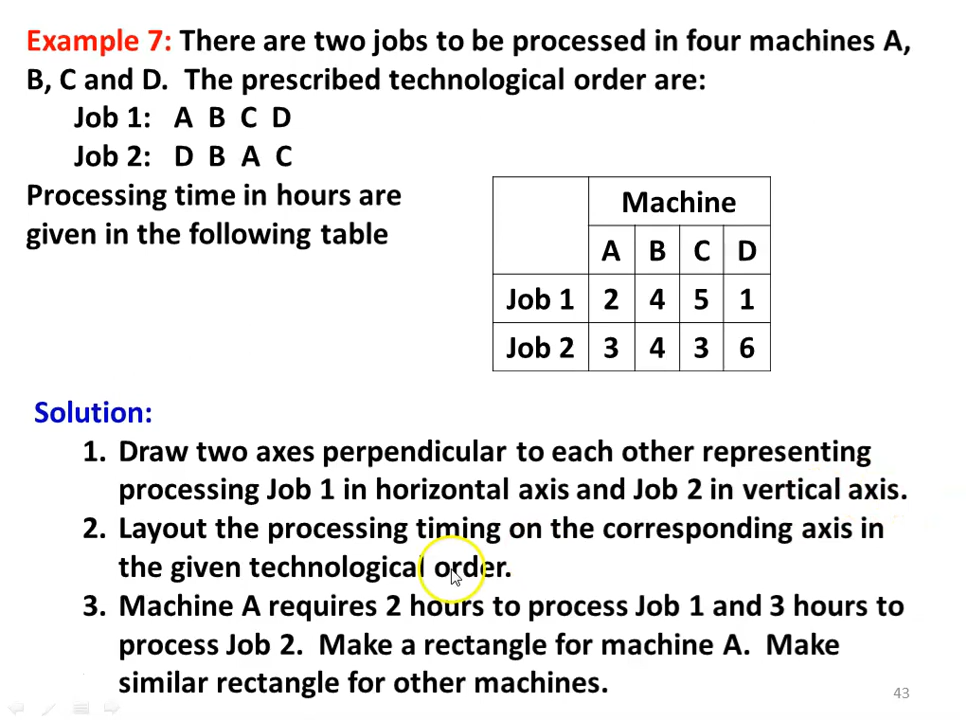 Example 7: There are two jobs to be processed in four machines A,
B, C and D. The prescribed technological order are:
Job 1: A B C D
Job 2: D B A C
Processing time in hours are
given in the following table
Machine
A B C D
Job 1 2 4 5 1
Job 2 3 4 3 6
Solution:
1. Draw two axes perpendicular to each other representing
processing Job 1 in horizontal axis and Job 2 in vertical axis.
2. Layout the processing timing on the corresponding axis in
the given technological order.
3. Machine A requires 2 hours to process Job 1 and 3 hours to
process Job 2. Make a rectangle for machine A. Make
similar rectangle for other machines.
43